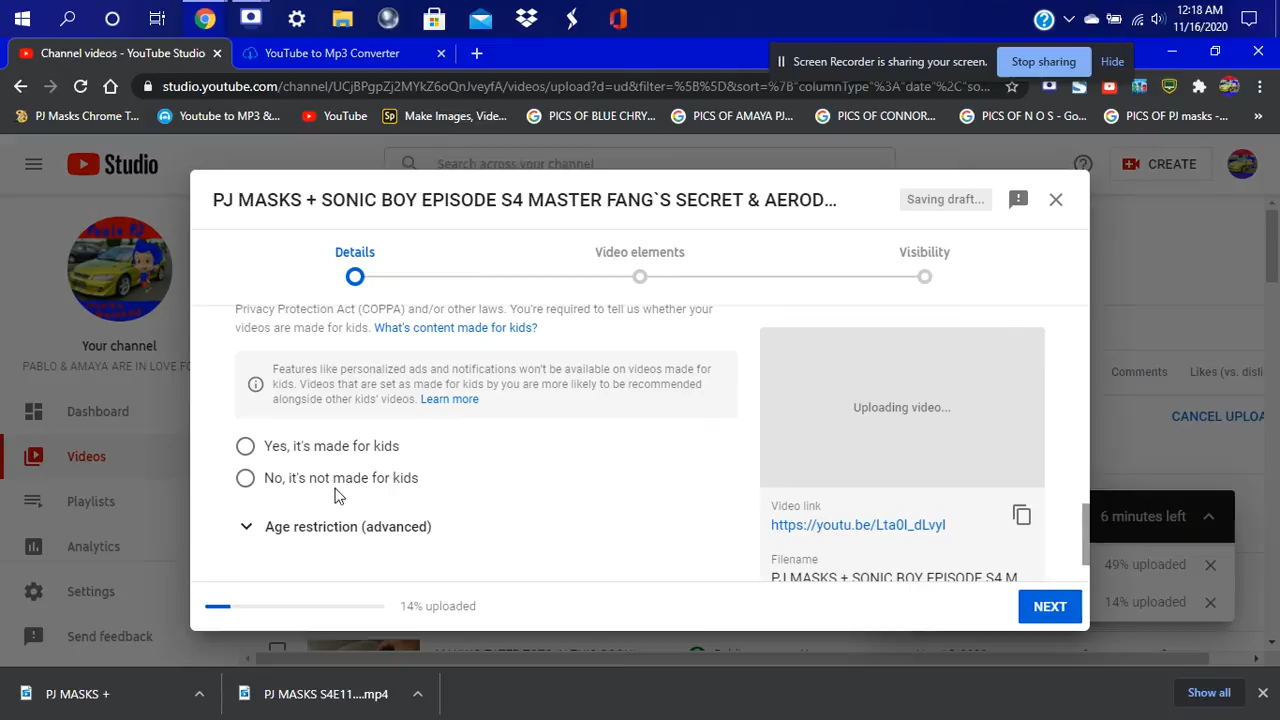 12:18 AM
11/16/2020
Channel videos - YouTube Studio
YouTube to Mp3 Converter
Screen Recorder is sharing your screen.
Stop sharing
Hide
studio.youtube.com/channel/UCJBPgpZj2MYkZ6oQnJveyfA/videos/upload?d=ud&filter=%5B%5D&sort=%7B"columnType"%3A"date"%2C"so...
PJ Masks Chrome T...
Youtube to MP3 &...
YouTube
Sp
Make Images, Vide...
PICS OF BLUE CHRY...
PICS OF AMAYA PJ...
PICS OF CONNOR...
PICS OF N O S - Go...
PICS OF PJ masks -...
»
Studio
Search across your channel
CREATE
PJ MASKS + SONIC BOY EPISODE S4 MASTER FANG`S SECRET & AEROD...
Saving draft...
Details
Video elements
Visibility
Privacy Protection Act (COPPA) and/or other laws. You're required to tell us whether your
videos are made for kids. What's content made for kids?
Features like personalized ads and notifications won't be available on videos made for
kids. Videos that are set as made for kids by you are more likely to be recommended
alongside other kids' videos. Learn more
Yes, it's made for kids
No, it's not made for kids
Age restriction (advanced)
Uploading video...
Video link
https://youtu.be/Lta0I_dLvyI
Filename
PJ MASKS + SONIC BOY EPISODE S4 M
14% uploaded
NEXT
Your channel
PABLO & AMAYA ARE IN LOVE FO
Dashboard
Videos
Playlists
Analytics
Settings
Send feedback
Comments
Likes (vs. disli
CANCEL UPLOA
6 minutes left
49% uploaded
14% uploaded
PJ MASKS +
PJ MASKS S4E11....mp4
Show all